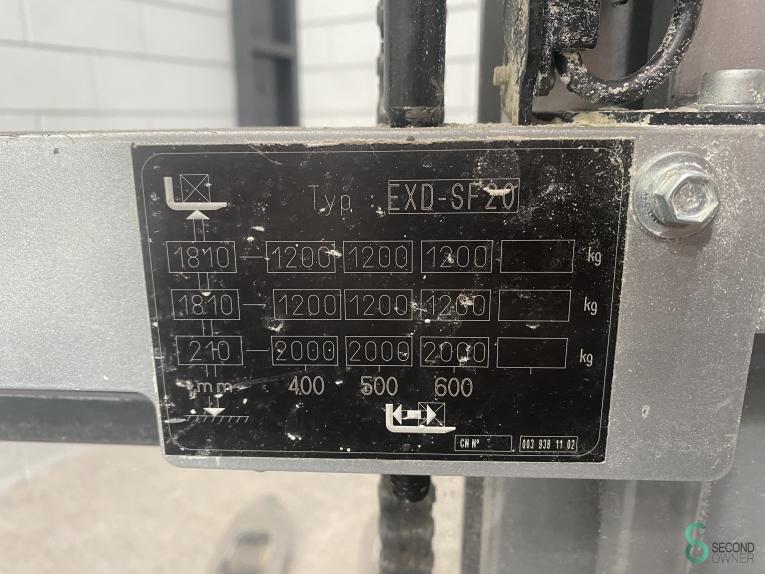 Typ : EXD-SF20
1810 1200 1200 1200 kg
1810 1200 1200 1200 kg
210 2000 2000 2000 kg
mm 400 500 600
CN N° 003 938 11 02
SECOND
OWNER